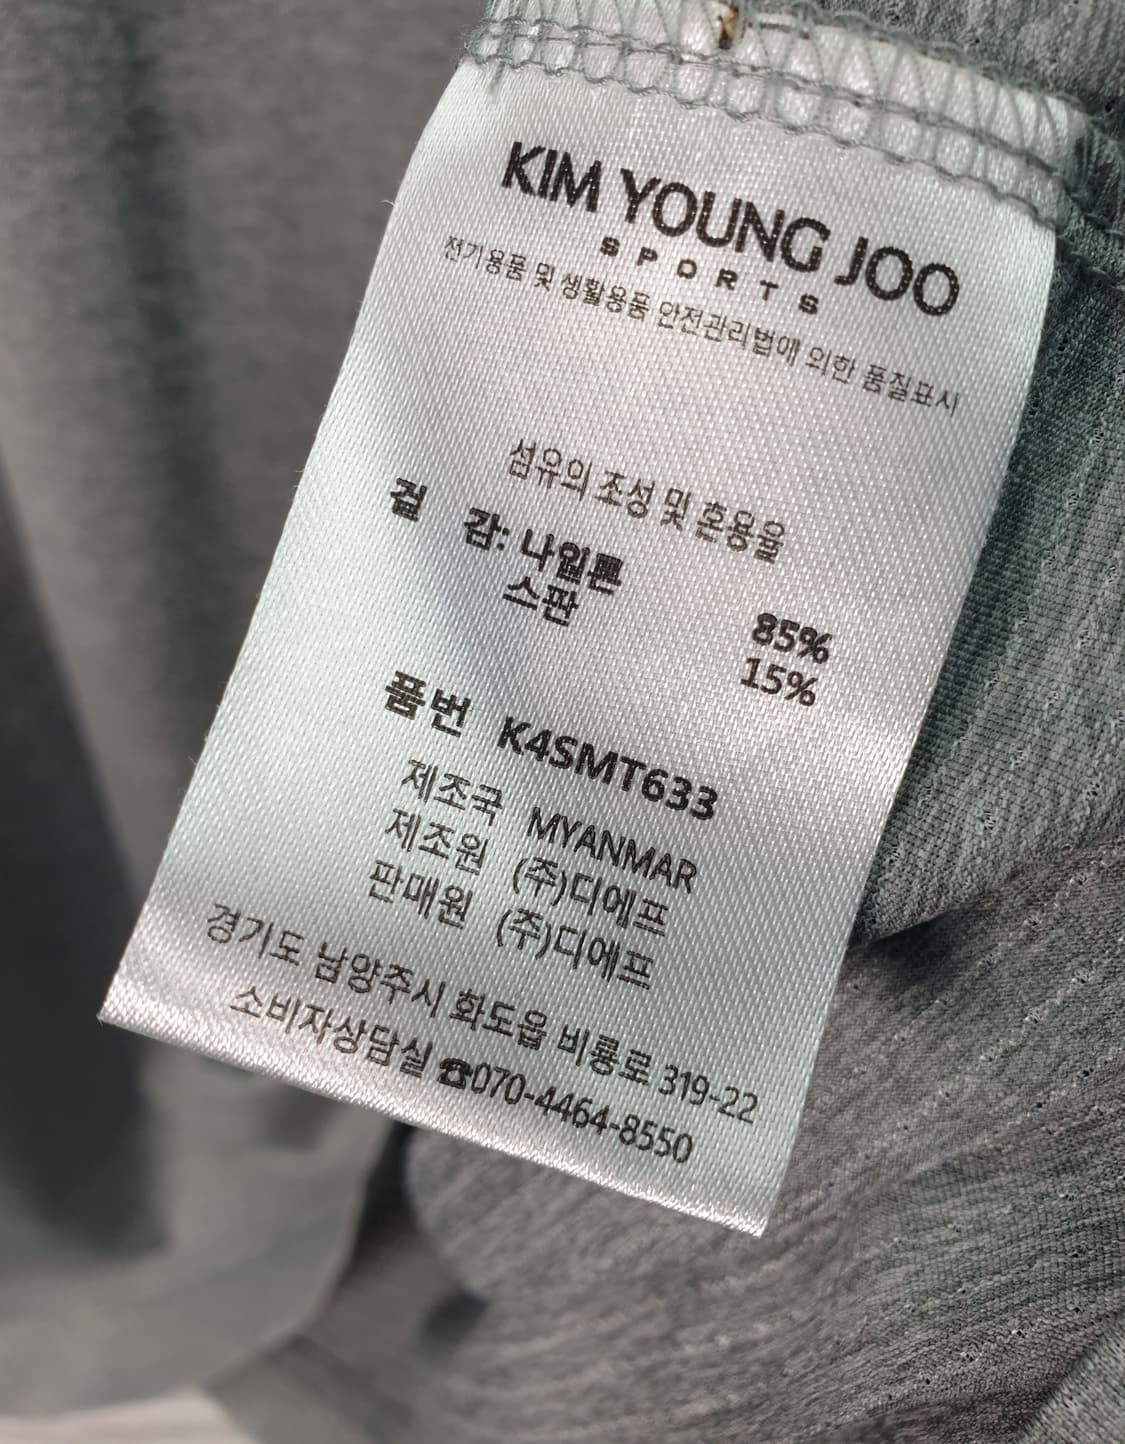 KIM YOUNG JOO
SPORTS
전기용품 및 생활용품 안전관리법에 의한 품질표시
섬유의 조성 및 혼용율
겉 감: 나일론 85%
스판 15%
품번 K4SMT633
제조국 MYANMAR
제조원 (주)디에프
판매원 (주)디에프
경기도 남양주시 화도읍 비룡로 319-22
소비자상담실 ☎070-4464-8550